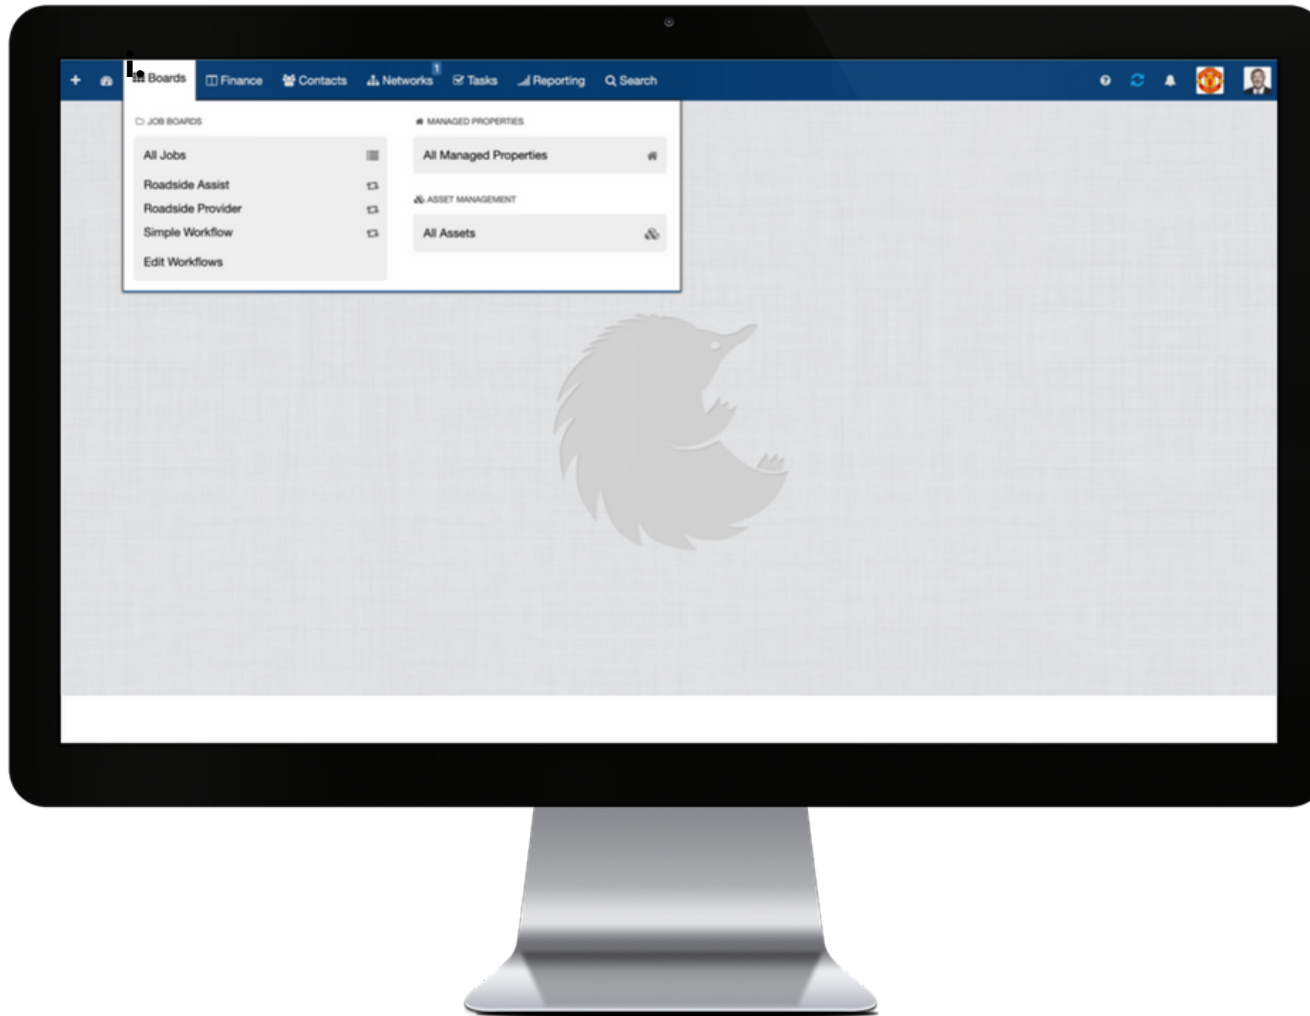 i.
Boards Finance Contacts Networks 1 Tasks Reporting Search
JOB BOARDS
All Jobs
Roadside Assist
Roadside Provider
Simple Workflow
Edit Workflows
MANAGED PROPERTIES
All Managed Properties
ASSET MANAGEMENT
All Assets